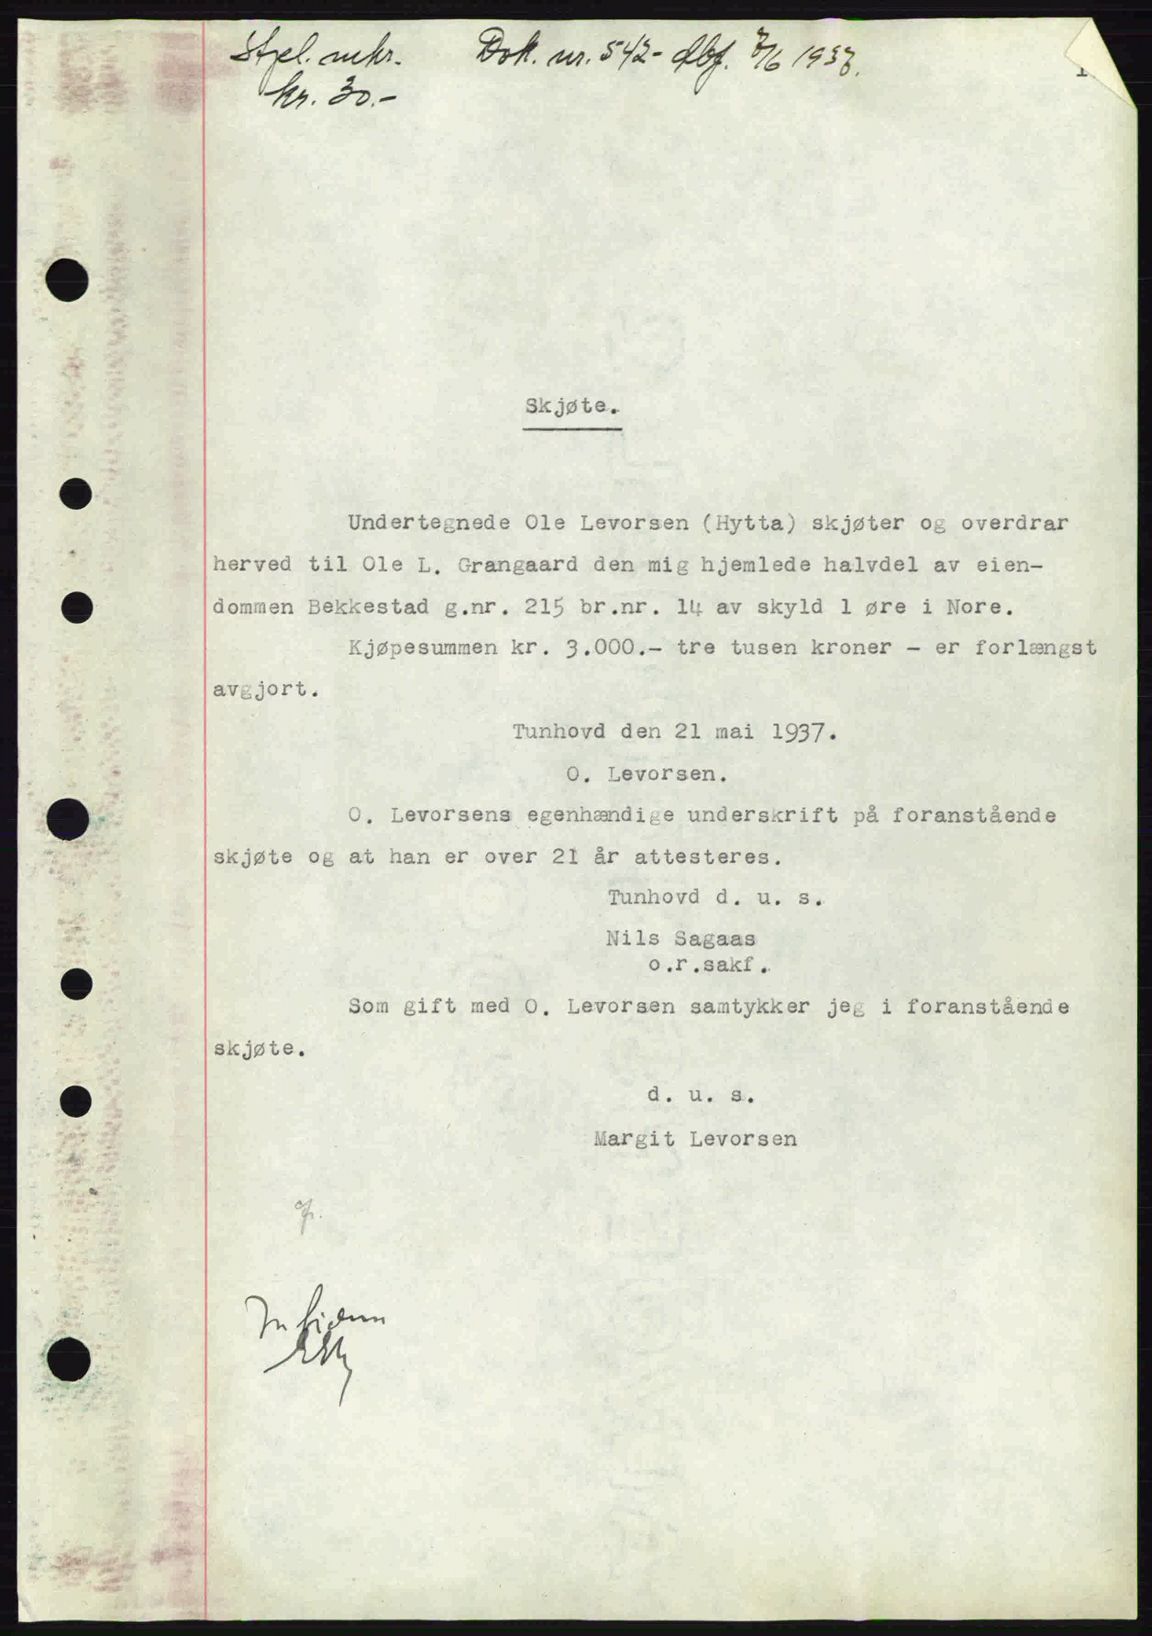 Stpl. mkr. Dok. nr. 542 - dbf. 7/6 1937.
kr. 30.-
Skjøte.
Undertegnede Ole Levorsen (Hytta) skjøter og overdrar
herved til Ole L. Grangaard den mig hjemlede halvdel av eien-
dommen Bekkestad g.nr. 215 br.nr. 14 av skyld 1 øre i Nore.
Kjøpesummen kr. 3.000.- tre tusen kroner - er forlængst
avgjort.
Tunhovd den 21 mai 1937.
O. Levorsen.
O. Levorsens egenhændige underskrift på foranstående
skjøte og at han er over 21 år attesteres.
Tunhovd d. u. s.
Nils Sagaas
o.r.sakf.
Som gift med O. Levorsen samtykker jeg i foranstående
skjøte.
d. u. s.
Margit Levorsen